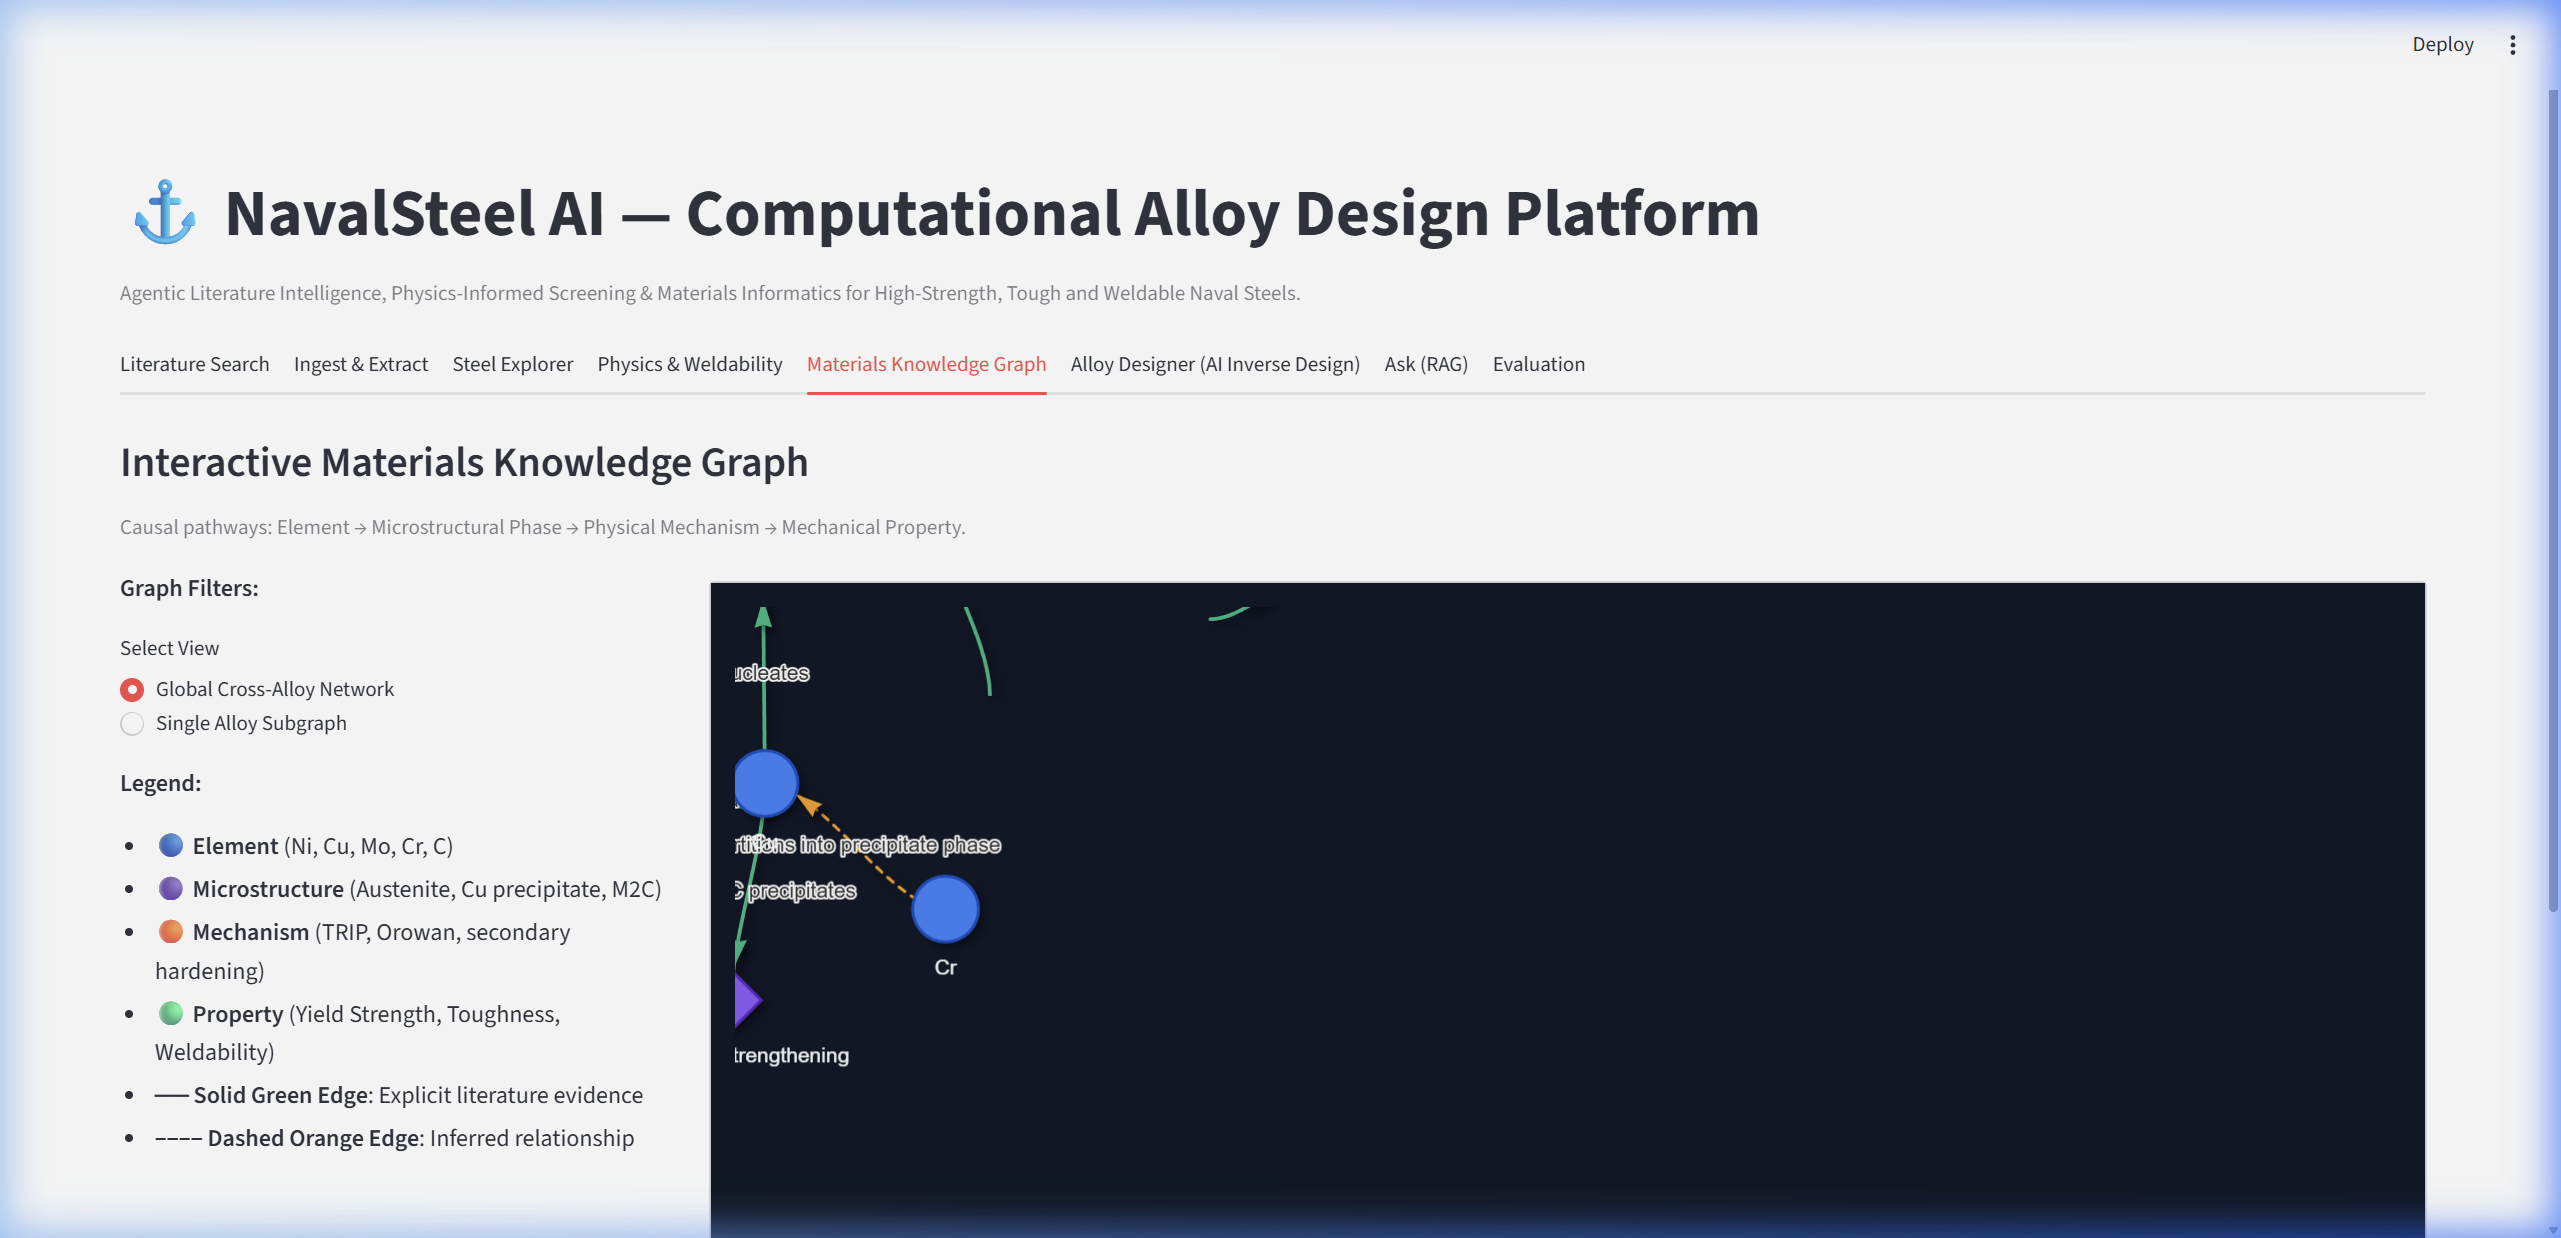 Deploy
NavalSteel AI — Computational Alloy Design Platform
Agentic Literature Intelligence, Physics-Informed Screening & Materials Informatics for High-Strength, Tough and Weldable Naval Steels.
Literature Search Ingest & Extract Steel Explorer Physics & Weldability Materials Knowledge Graph Alloy Designer (AI Inverse Design) Ask (RAG) Evaluation
Interactive Materials Knowledge Graph
Causal pathways: Element → Microstructural Phase → Physical Mechanism → Mechanical Property.
Graph Filters:
Select View
Global Cross-Alloy Network
Single Alloy Subgraph
Legend:
• Element (Ni, Cu, Mo, Cr, C)
• Microstructure (Austenite, Cu precipitate, M2C)
• Mechanism (TRIP, Orowan, secondary
hardening)
• Property (Yield Strength, Toughness,
Weldability)
• —— Solid Green Edge: Explicit literature evidence
• ---- Dashed Orange Edge: Inferred relationship
ucleates
into precipitate phase
C precipitates
Cr
trengthening